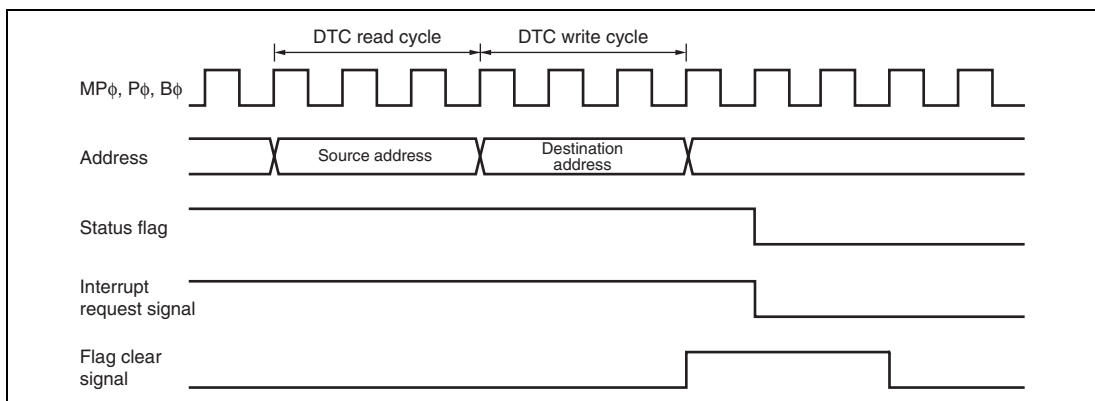 DTC read cycle
DTC write cycle
MPϕ, Pϕ, Bϕ
Address
Source address
Destination
address
Status flag
Interrupt
request signal
Flag clear
signal